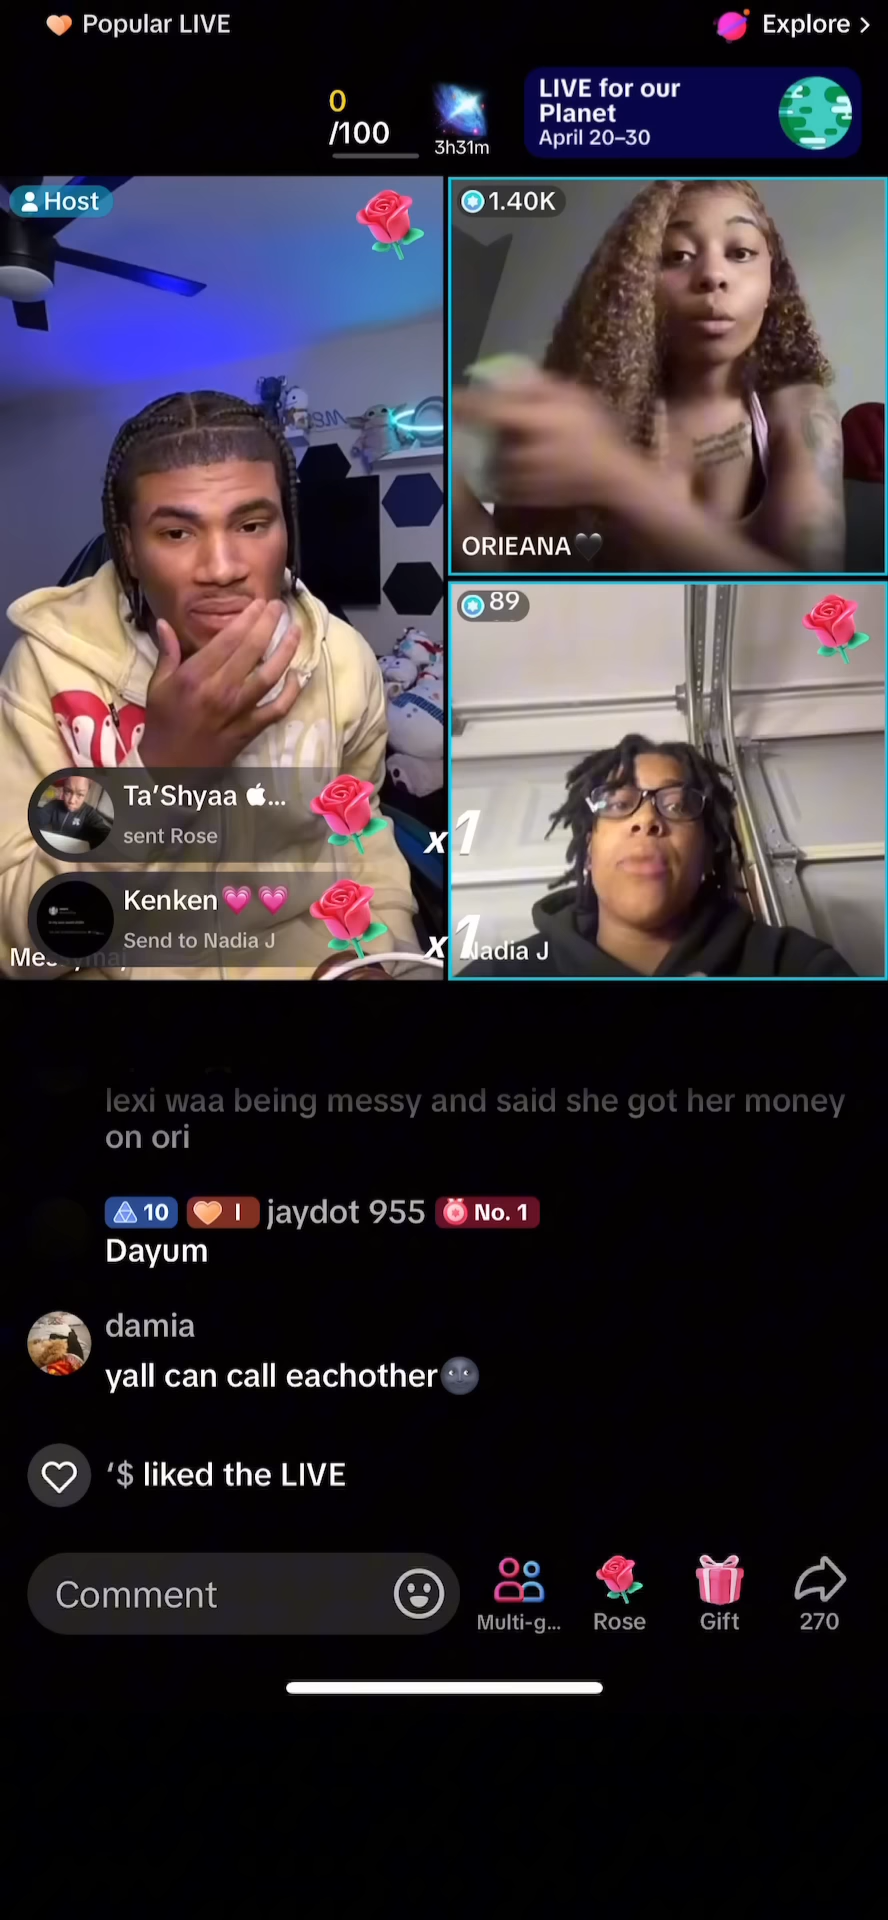 Popular LIVE
Explore >
0
/100
3h31m
LIVE for our
Planet
April 20–30
Host
1.40K
ORIEANA🖤
89
Ta’Shyaa 🍎...
sent Rose
x1
Kenken💗💗
Send to Nadia J
x1
Nadia J
lexi waa being messy and said she got her money
on ori
10
I
jaydot 955
No. 1
Dayum
damia
yall can call eachother🌚
‘$ liked the LIVE
Comment
Multi-g...
Rose
Gift
270